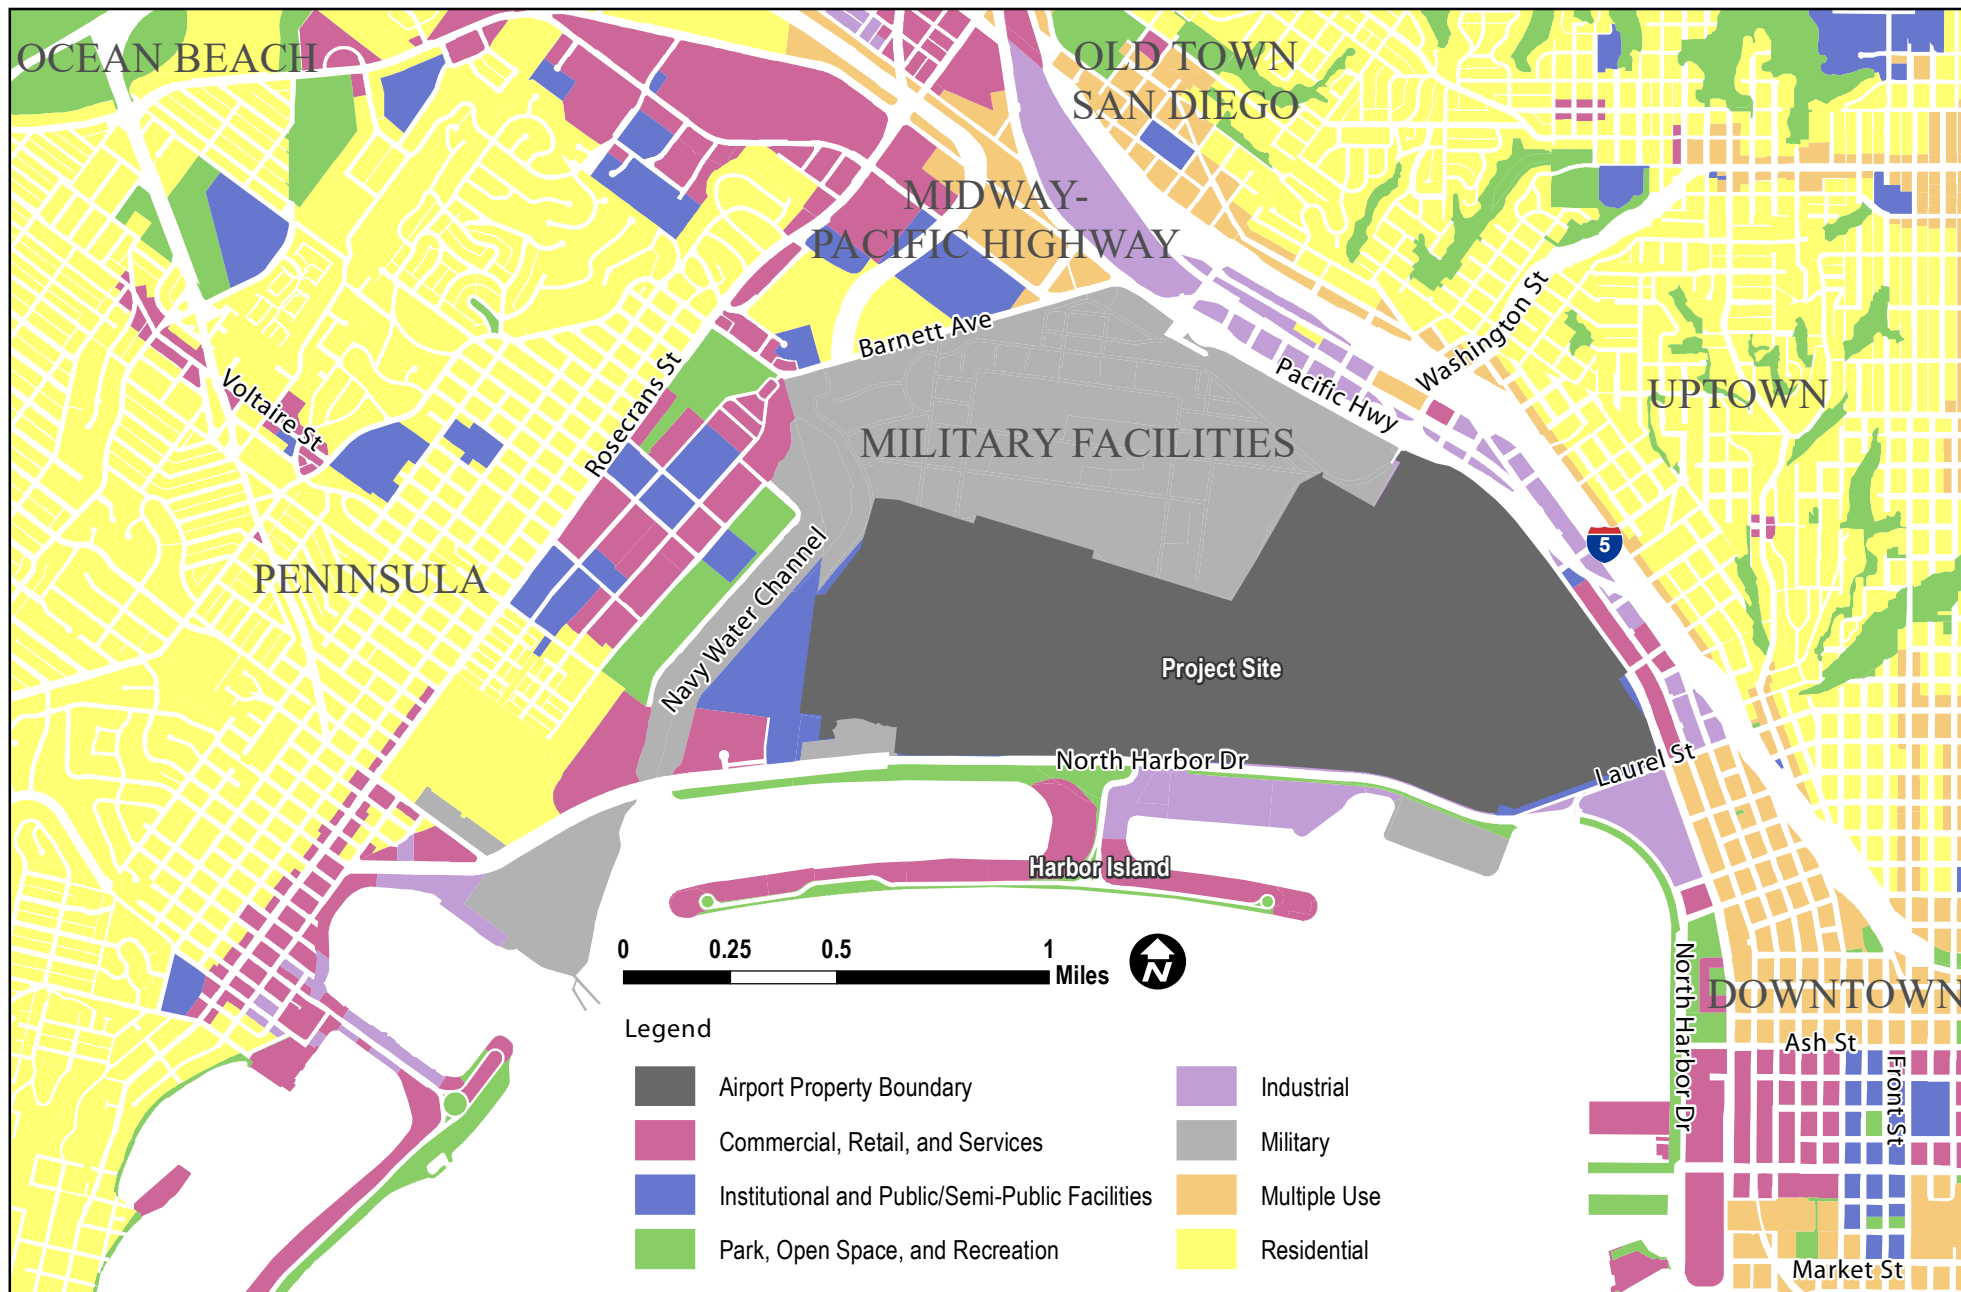 OCEAN BEACH
OLD TOWN
SAN DIEGO
MIDWAY-
PACIFIC HIGHWAY
Washington St
Barnett Ave
Pacific Hwy
UPTOWN
Voltaire St
Rosecrans St
MILITARY FACILITIES
5
PENINSULA
Navy Water Channel
Project Site
North Harbor Dr
Laurel St
Harbor Island
0 0.25 0.5 1
Miles
N
North Harbor Dr
DOWNTOWN
Ash St
Front St
Market St
Legend
Airport Property Boundary
Commercial, Retail, and Services
Institutional and Public/Semi-Public Facilities
Park, Open Space, and Recreation
Industrial
Military
Multiple Use
Residential